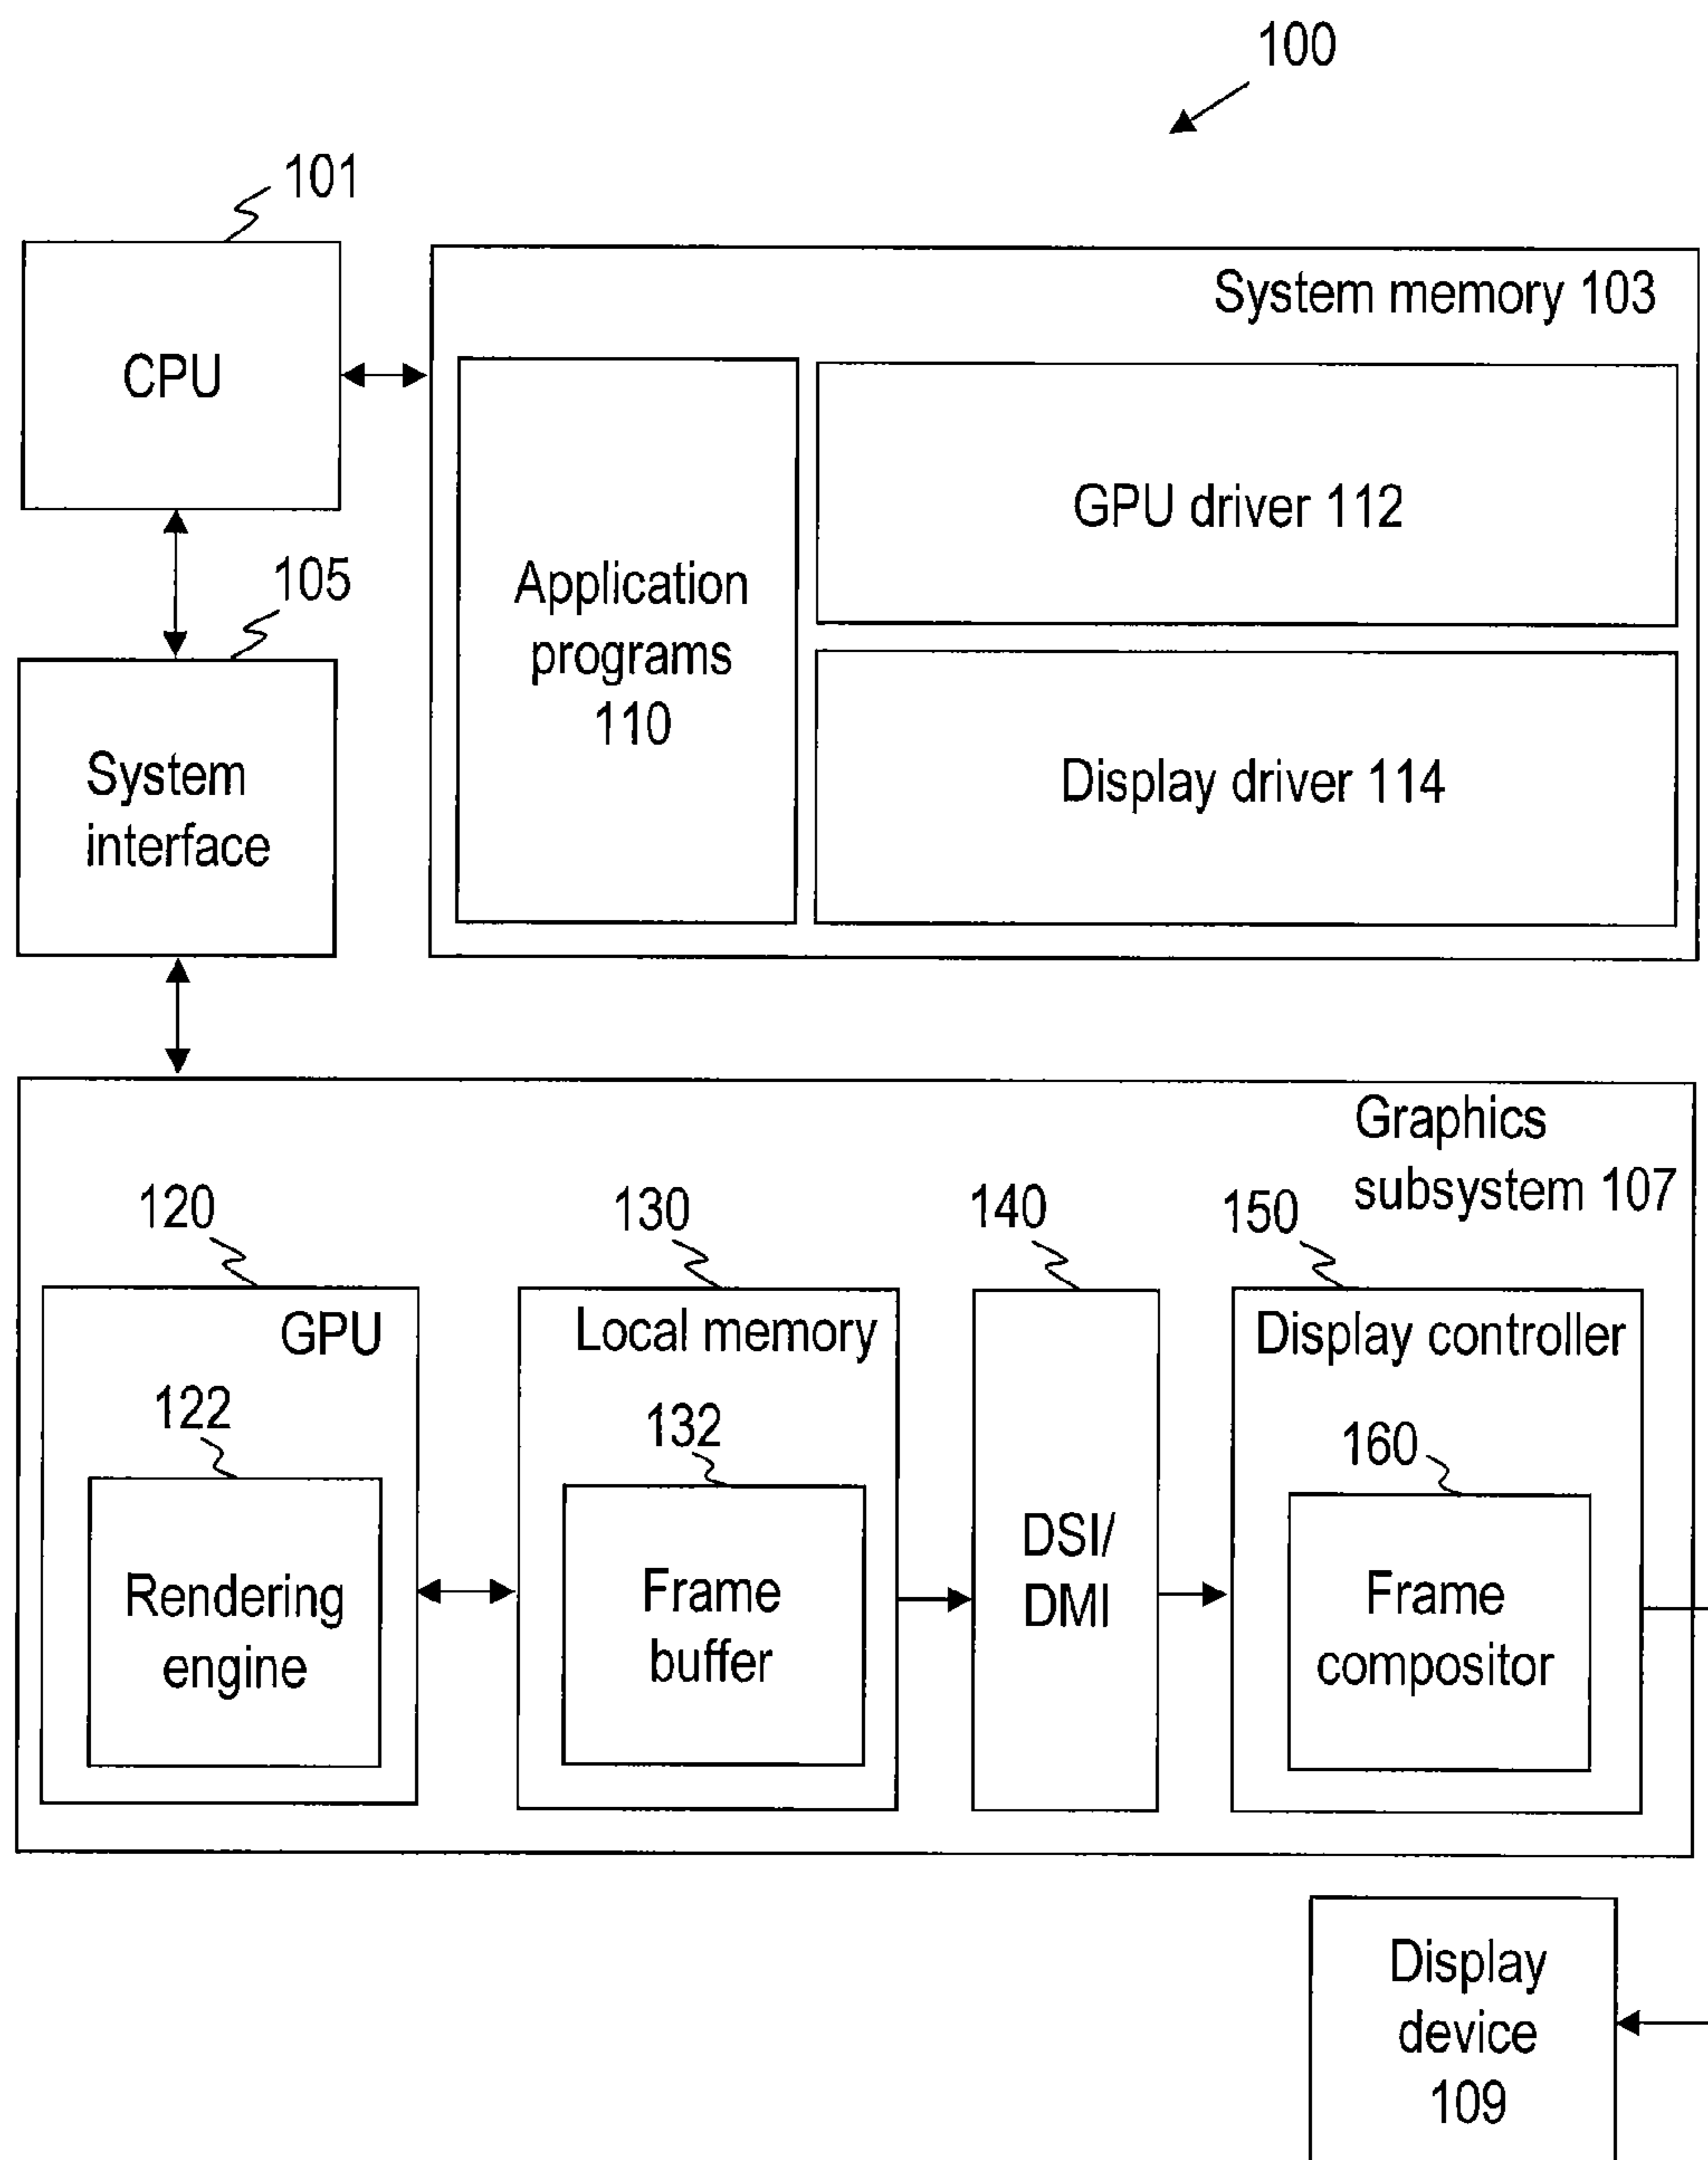 100
101
CPU
System memory 103
Application
programs
110
GPU driver 112
Display driver 114
105
System
interface
Graphics
subsystem 107
120
GPU
122
Rendering
engine
130
Local memory
132
Frame
buffer
140
DSI/
DMI
150
Display controller
160
Frame
compositor
Display
device
109